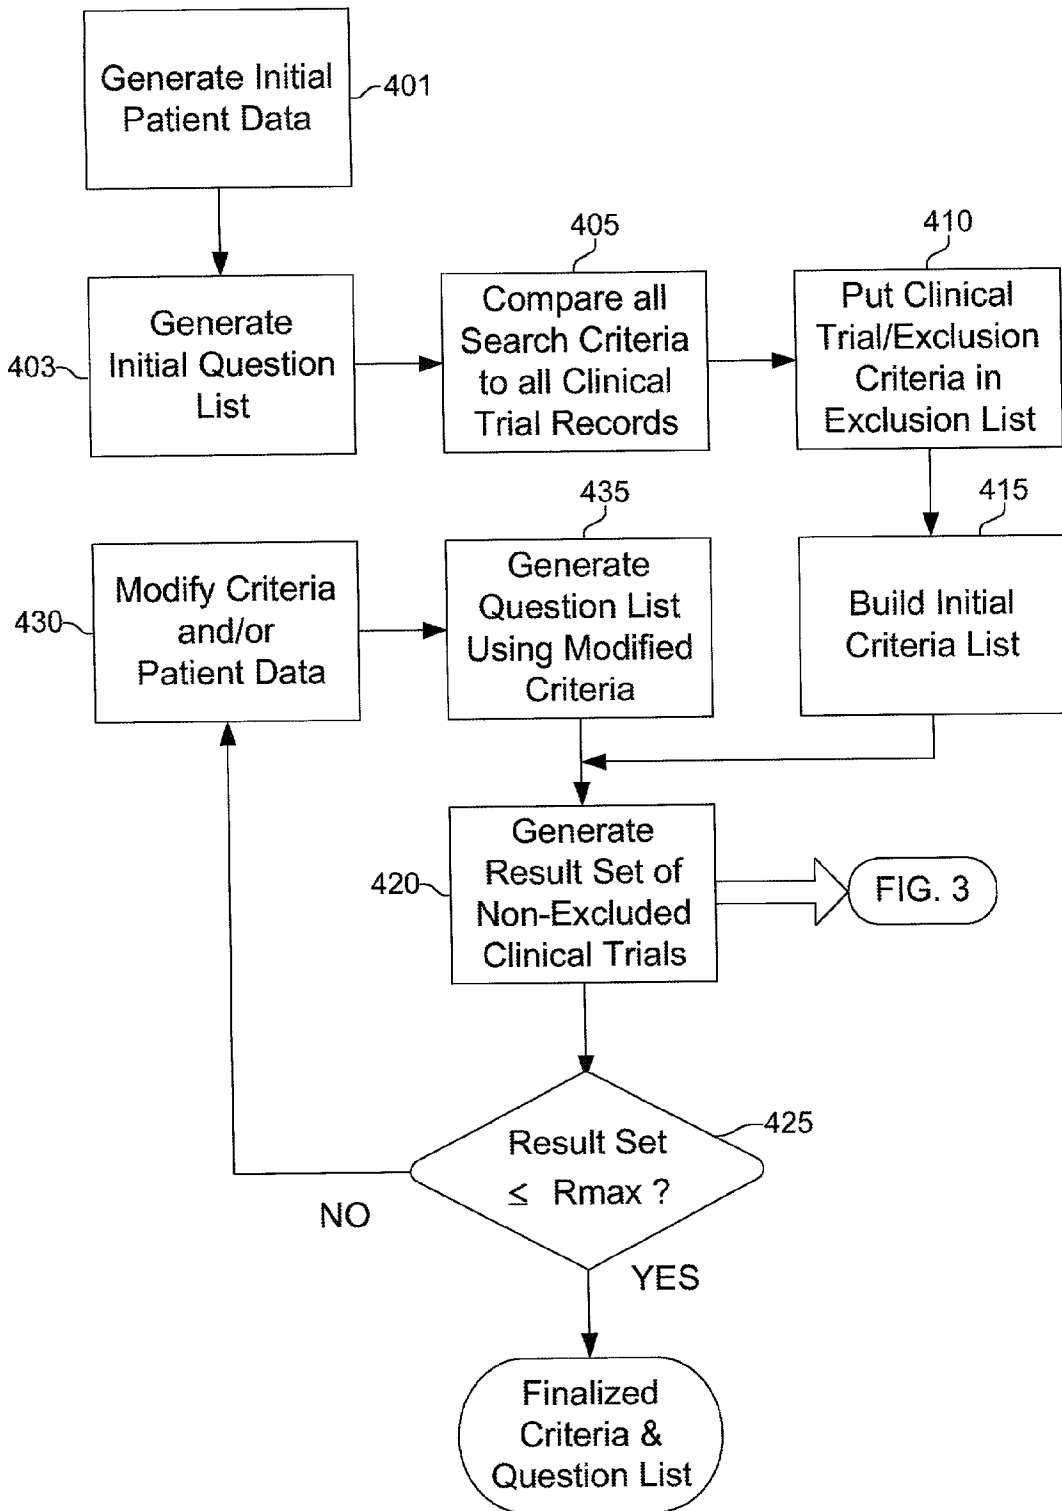 Generate Initial
Patient Data
401
403
Generate
Initial Question
List
405
Compare all
Search Criteria
to all Clinical
Trial Records
410
Put Clinical
Trial/Exclusion
Criteria in
Exclusion List
415
Build Initial
Criteria List
430
Modify Criteria
and/or
Patient Data
435
Generate
Question List
Using Modified
Criteria
420
Generate
Result Set of
Non-Excluded
Clinical Trials
FIG. 3
425
Result Set
≤ Rmax ?
NO
YES
Finalized
Criteria &
Question List